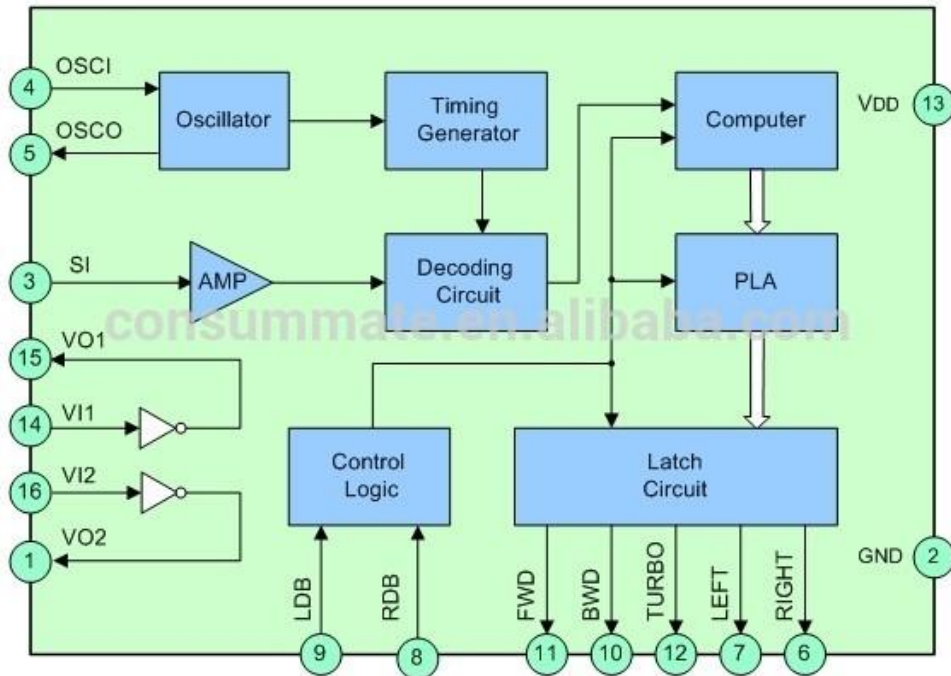 OSCI
4
OSCO
5
Oscillator
Timing
Generator
Computer
VDD
13
SI
3
AMP
Decoding
Circuit
PLA
consummate.en.alibaba.com
VO1
15
VI1
14
VI2
16
VO2
1
Control
Logic
Latch
Circuit
GND
2
LDB
RDB
FWD
BWD
TURBO
LEFT
RIGHT
9
8
11
10
12
7
6